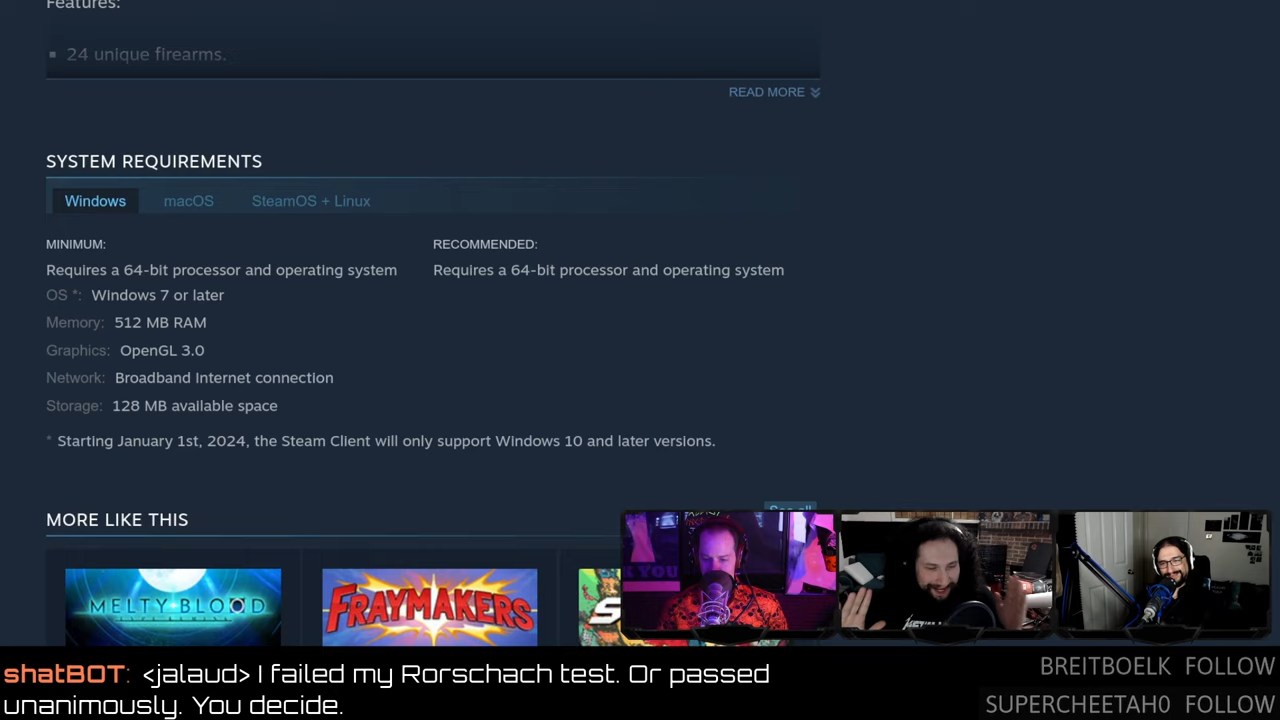 Features:
24 unique firearms.
READ MORE
SYSTEM REQUIREMENTS
Windows macOS SteamOS + Linux
MINIMUM: RECOMMENDED:
Requires a 64-bit processor and operating system Requires a 64-bit processor and operating system
OS *: Windows 7 or later
Memory: 512 MB RAM
Graphics: OpenGL 3.0
Network: Broadband Internet connection
Storage: 128 MB available space
* Starting January 1st, 2024, the Steam Client will only support Windows 10 and later versions.
See all
MORE LIKE THIS
MELTY BLOOD
FRAYMAKERS
YOU
shatBOT: <jalaud> I failed my Rorschach test. Or passed
unanimously. You decide.
BREITBOELK FOLLOW
SUPERCHEETAH0 FOLLOW